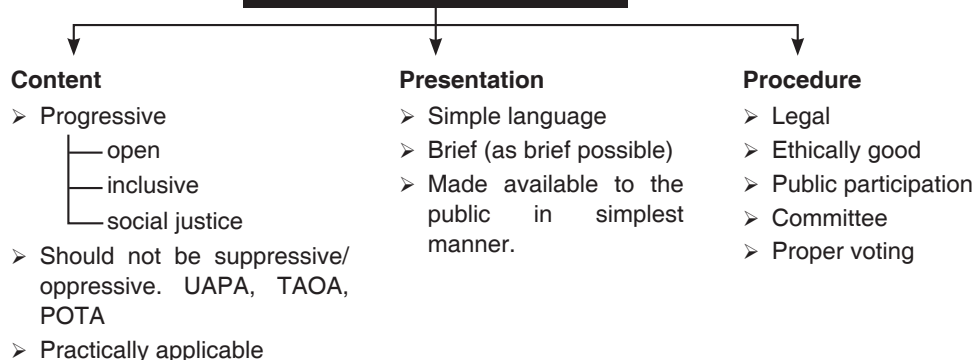 Content
➢ Progressive
open
inclusive
social justice
➢ Should not be suppressive/
oppressive. UAPA, TAOA,
POTA
➢ Practically applicable
Presentation
➢ Simple language
➢ Brief (as brief possible)
➢ Made available to the
public in simplest
manner.
Procedure
➢ Legal
➢ Ethically good
➢ Public participation
➢ Committee
➢ Proper voting